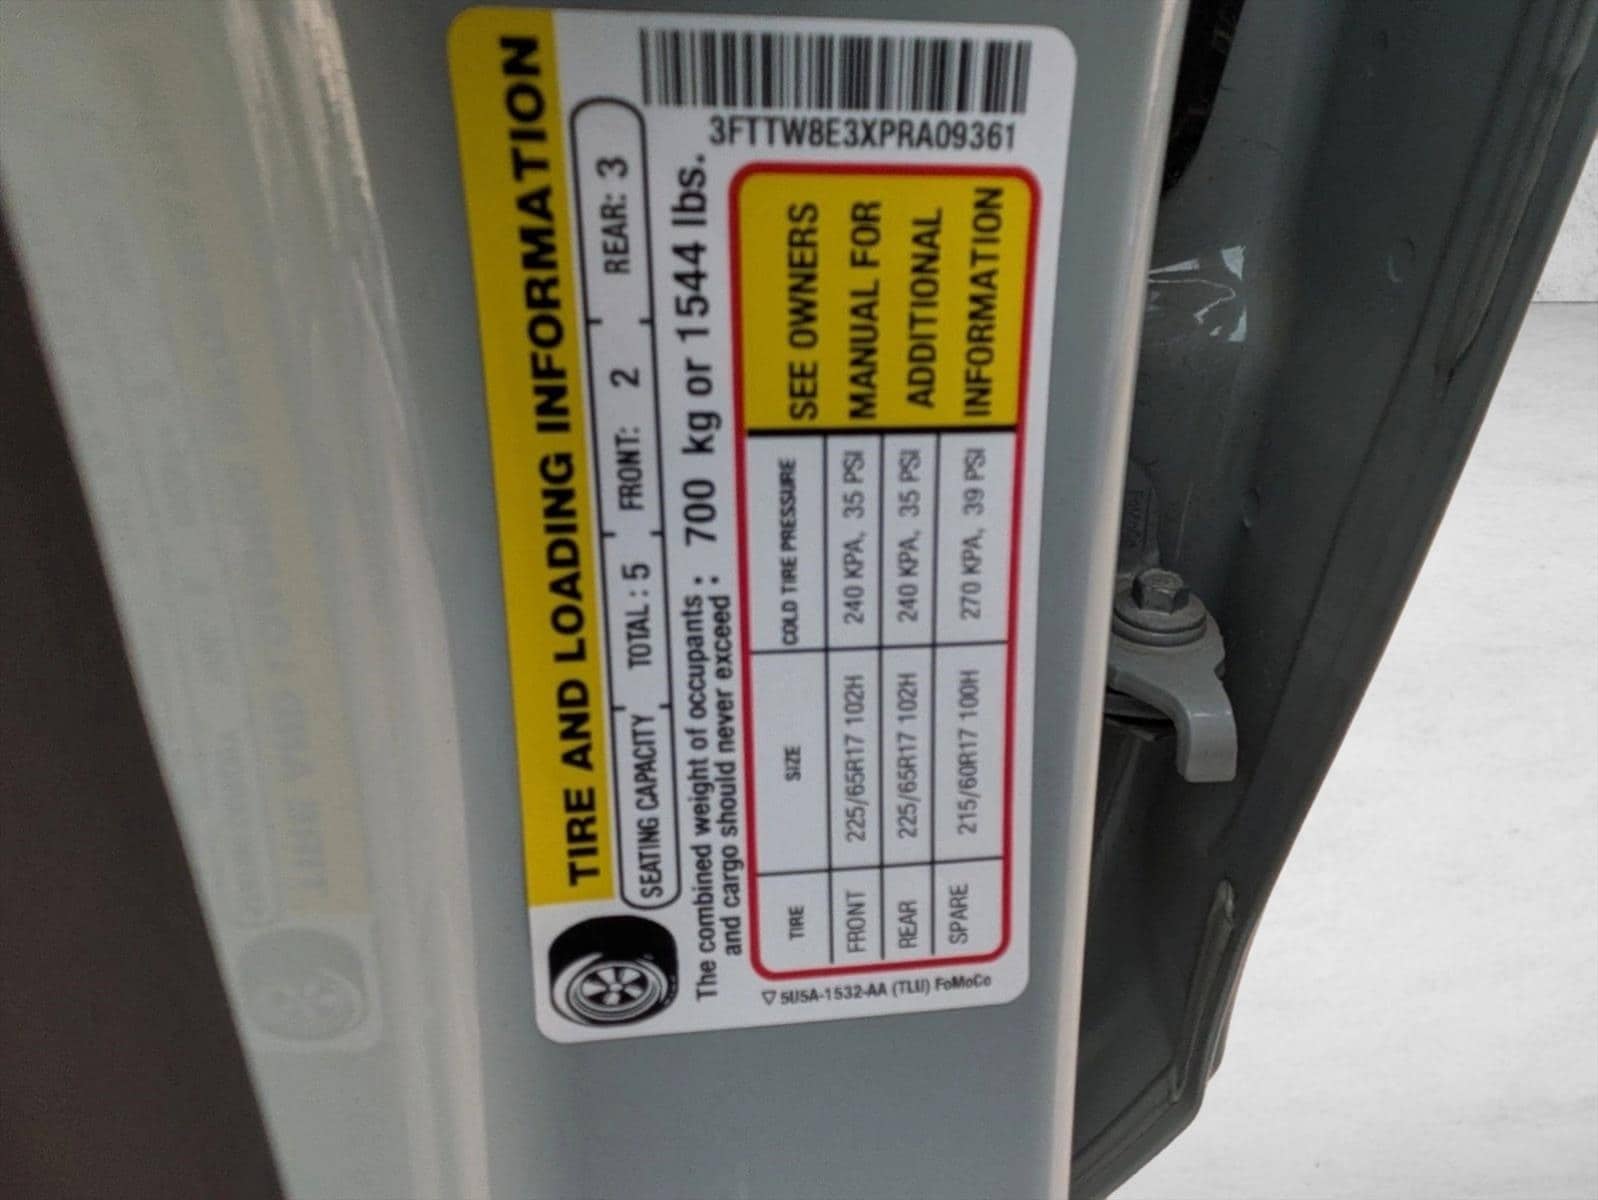 TIRE AND LOADING INFORMATION
SEATING CAPACITY TOTAL : 5 FRONT: 2 REAR: 3
The combined weight of occupants : 700 kg or 1544 lbs.
and cargo should never exceed :
3FTTW8E3XPRA09361
TIRE SIZE COLD TIRE PRESSURE
FRONT 225/65R17 102H 240 KPA, 35 PSI
REAR 225/65R17 102H 240 KPA, 35 PSI
SPARE 215/60R17 100H 270 KPA, 39 PSI
SEE OWNERS
MANUAL FOR
ADDITIONAL
INFORMATION
5U5A-1532-AA (TLU) FoMoCo